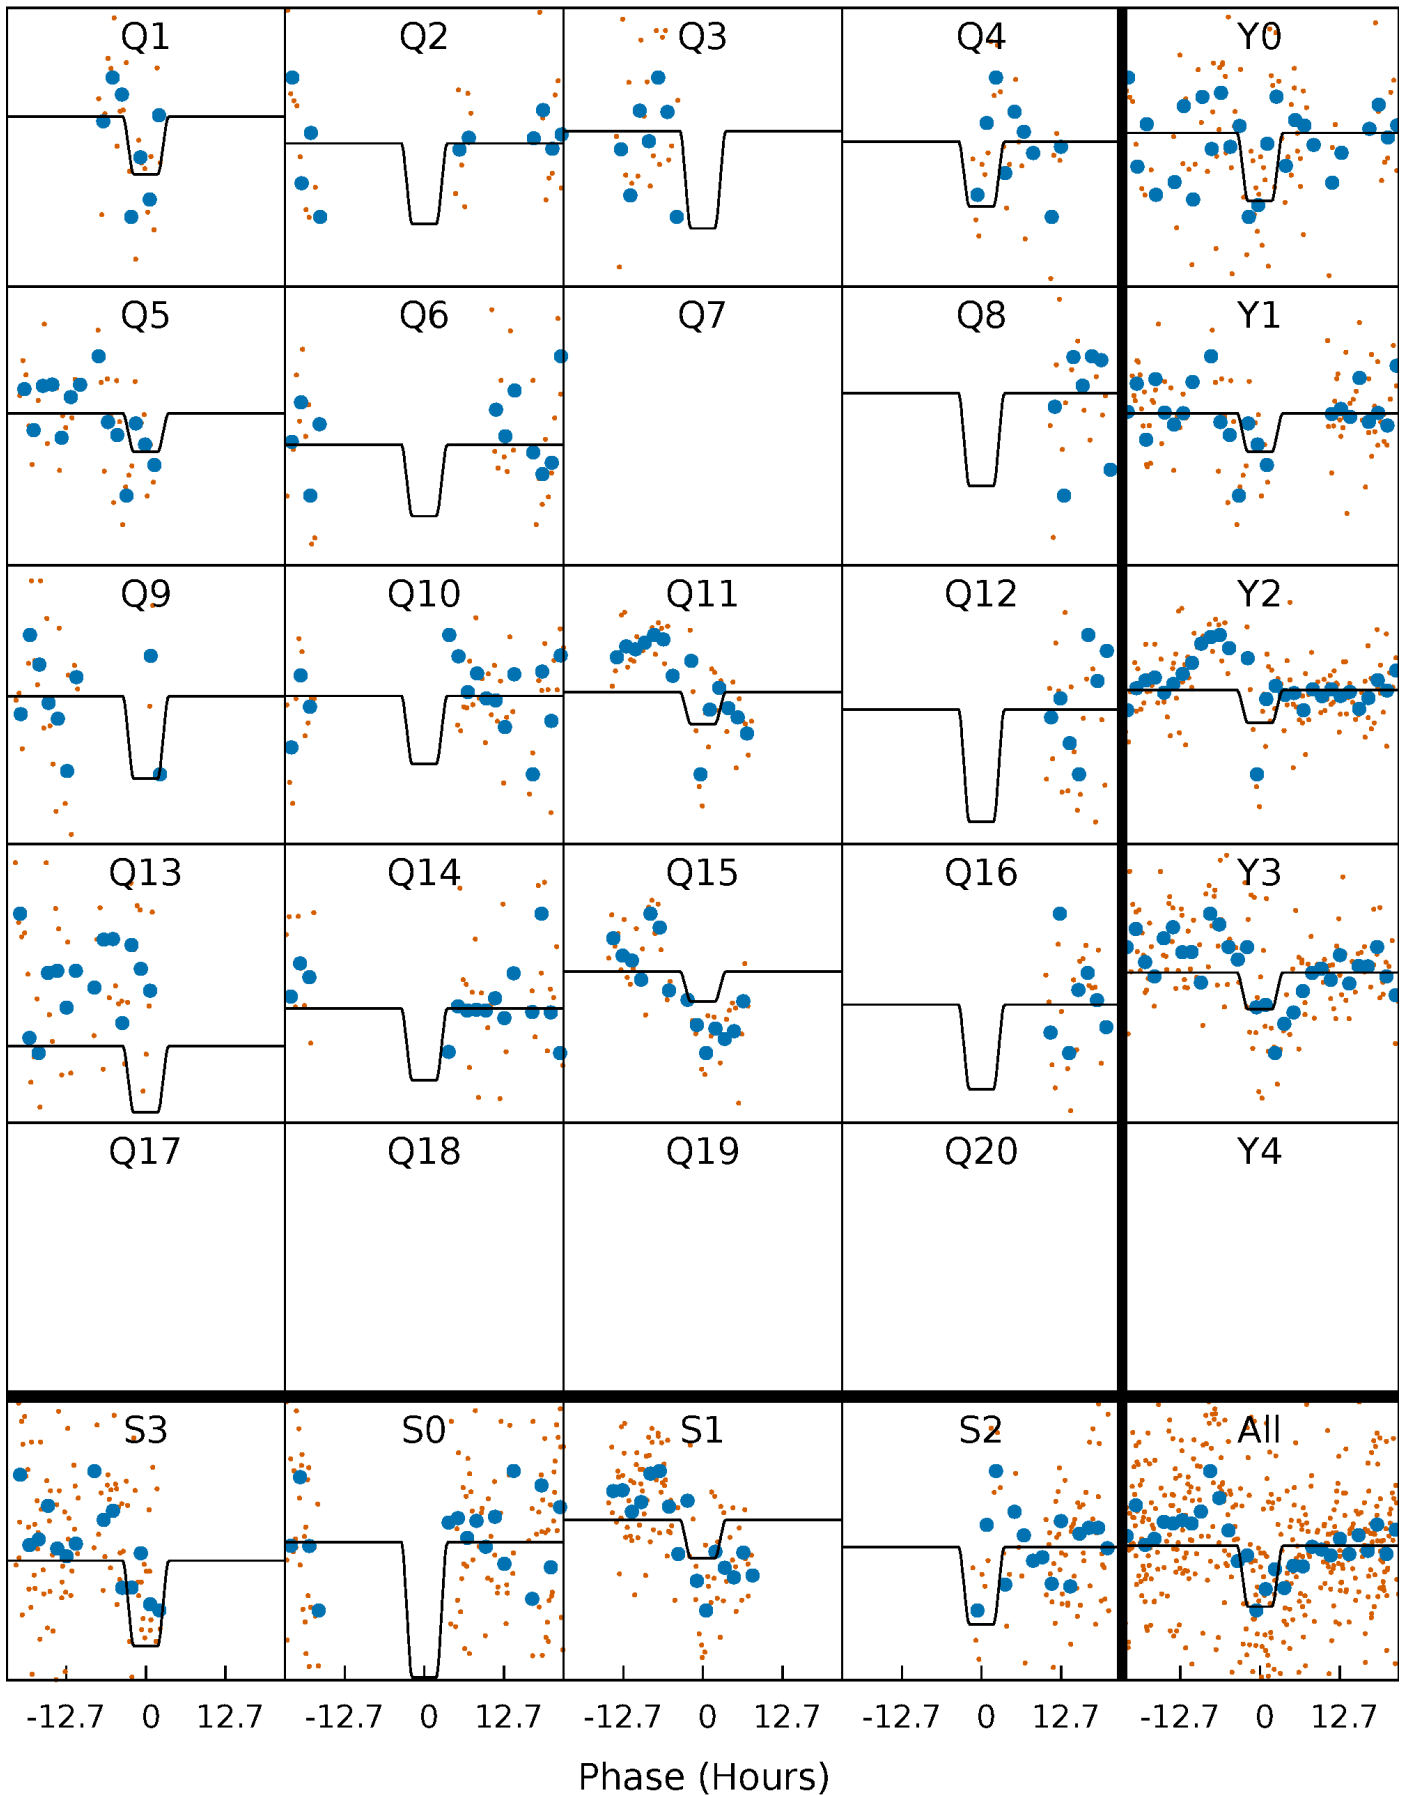 Q1 Q2 Q3 Q4 Y0
Q5 Q6 Q7 Q8 Y1
Q9 Q10 Q11 Q12 Y2
Q13 Q14 Q15 Q16 Y3
Q17 Q18 Q19 Q20 Y4
S3 S0 S1 S2 All
-12.7 0 12.7 -12.7 0 12.7 -12.7 0 12.7 -12.7 0 12.7 -12.7 0 12.7
Phase (Hours)